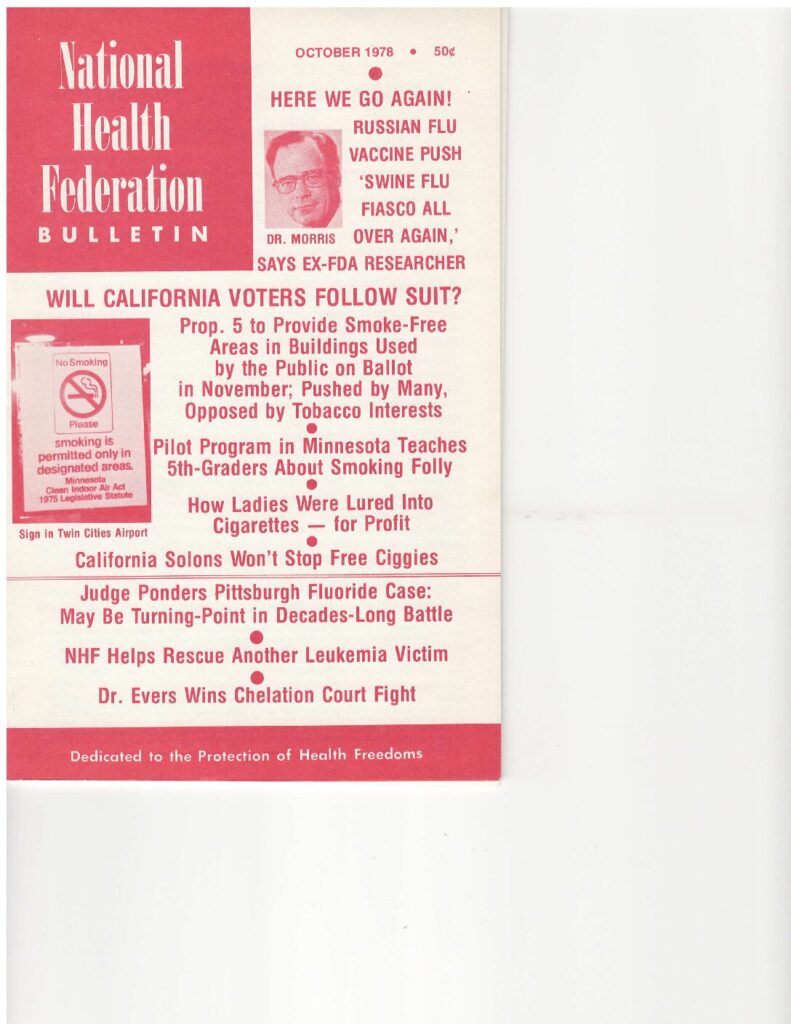 National
Health
Federation
BULLETIN
OCTOBER 1978 • 50¢
HERE WE GO AGAIN!
RUSSIAN FLU
VACCINE PUSH
‘SWINE FLU
FIASCO ALL
OVER AGAIN,’
DR. MORRIS
SAYS EX-FDA RESEARCHER
WILL CALIFORNIA VOTERS FOLLOW SUIT?
Prop. 5 to Provide Smoke-Free
Areas in Buildings Used
by the Public on Ballot
in November; Pushed by Many,
Opposed by Tobacco Interests
No Smoking
Please
smoking is
permitted only in
designated areas.
Minnesota
Clean Indoor Air Act
1975 Legislative Statute
Sign in Twin Cities Airport
Pilot Program in Minnesota Teaches
5th-Graders About Smoking Folly
How Ladies Were Lured Into
Cigarettes — for Profit
California Solons Won't Stop Free Ciggies
Judge Ponders Pittsburgh Fluoride Case:
May Be Turning-Point in Decades-Long Battle
NHF Helps Rescue Another Leukemia Victim
Dr. Evers Wins Chelation Court Fight
Dedicated to the Protection of Health Freedoms